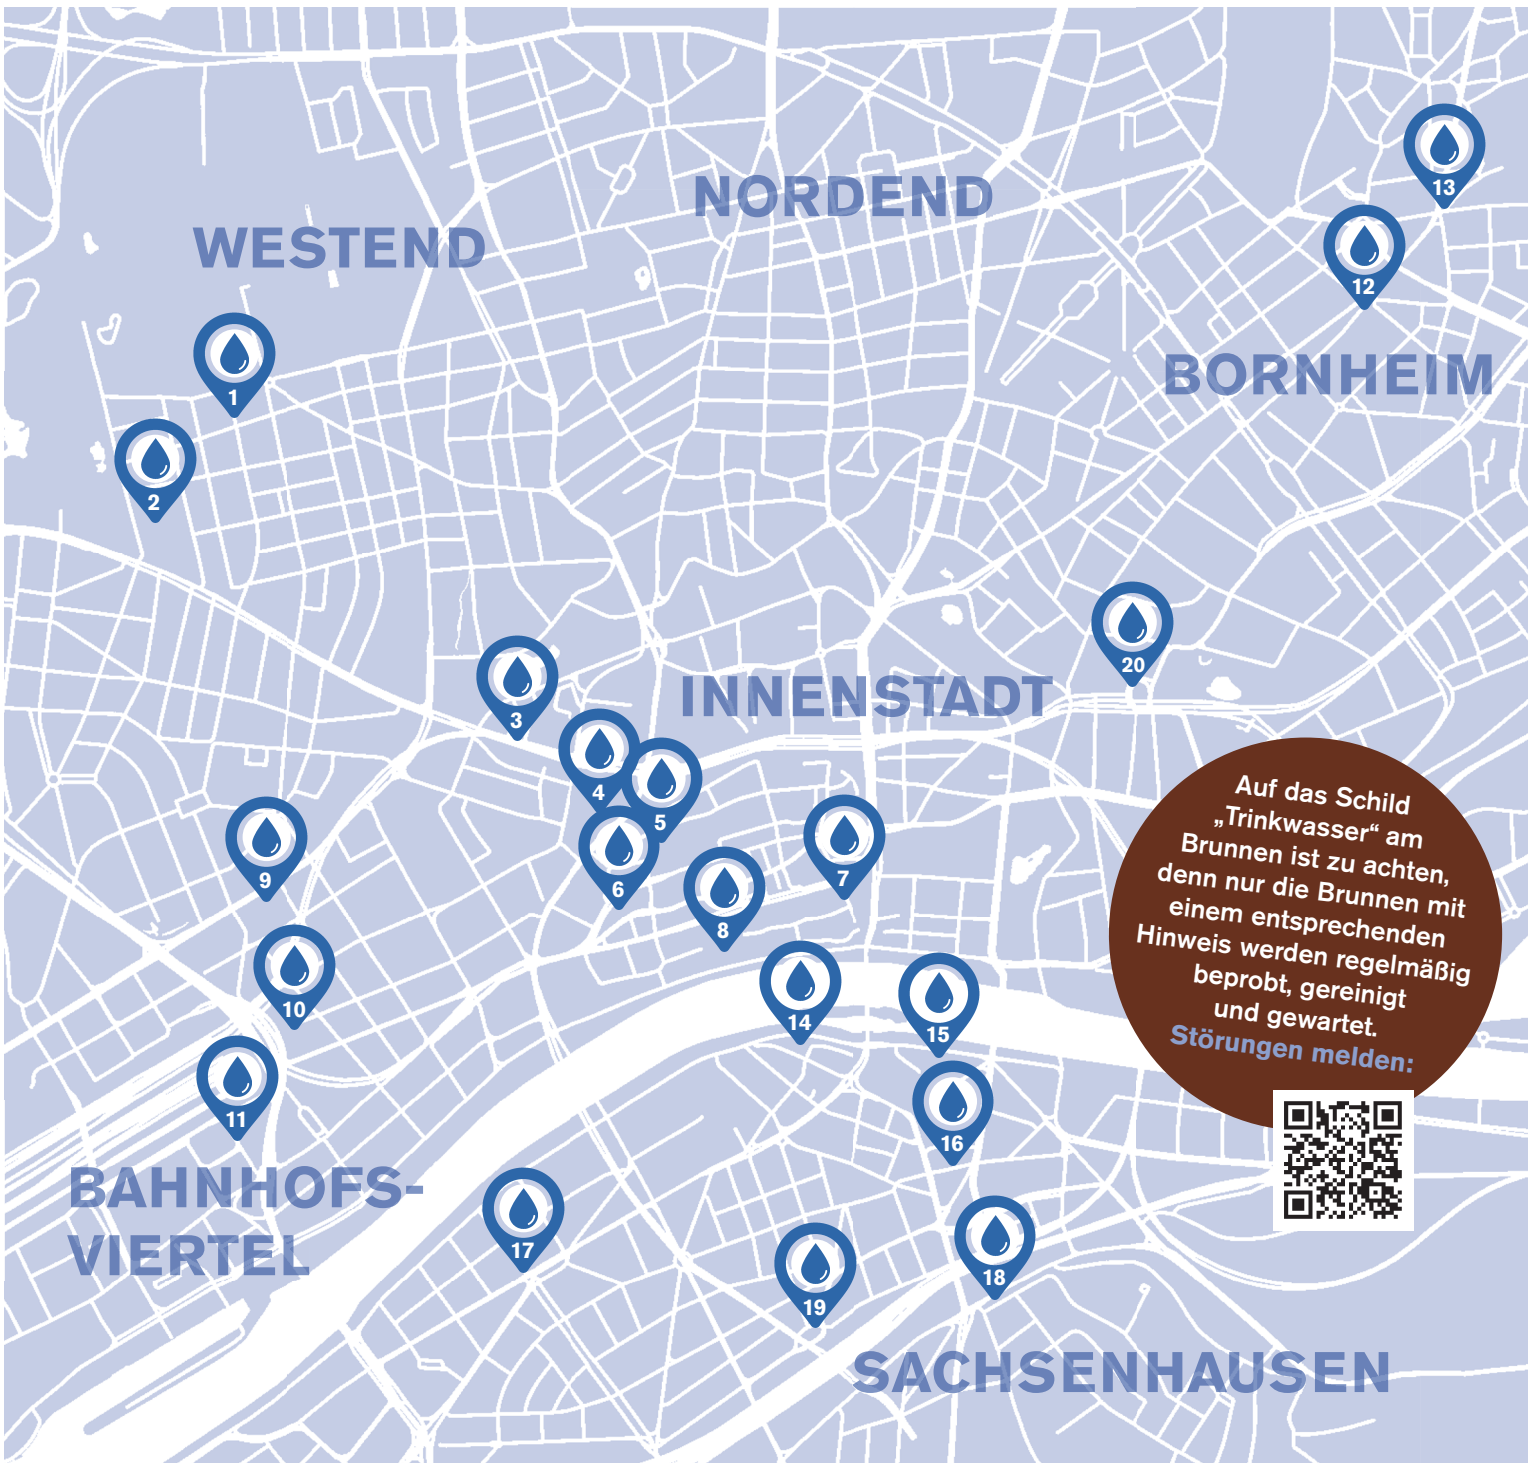 NORDEND
WESTEND
13
12
1
BORNHEIM
2
20
3
INNENSTADT
4
5
6
7
8
9
10
11
14
15
16
Auf das Schild
„Trinkwasser“ am
Brunnen ist zu achten,
denn nur die Brunnen mit
einem entsprechenden
Hinweis werden regelmäßig
beprobt, gereinigt
und gewartet.
Störungen melden:
BAHNHOFS-
VIERTEL
17
18
19
SACHSENHAUSEN